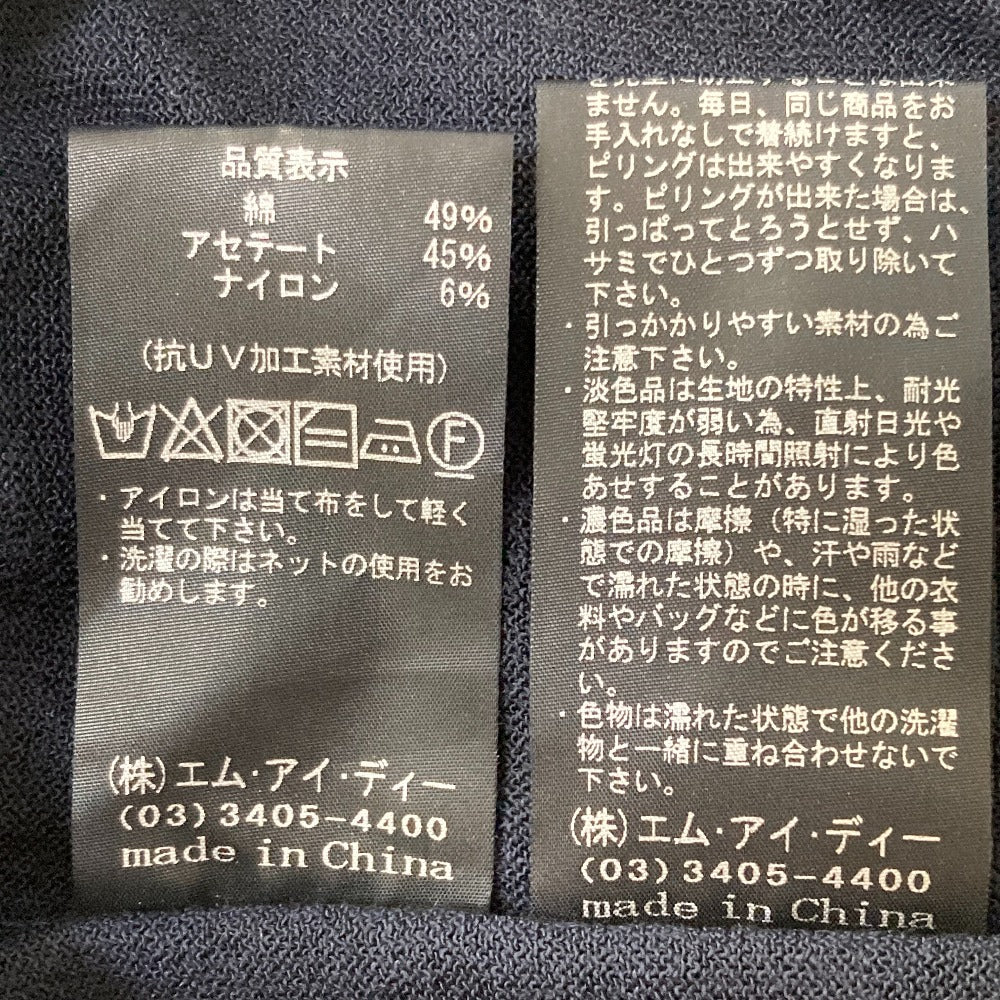 品質表示
綿 49%
アセテート 45%
ナイロン 6%
(抗UV加工素材使用)
F
・アイロンは当て布をして軽く
当てて下さい。
・洗濯の際はネットの使用をお
勧めします。
(株)エム・アイ・ディー
(03)3405-4400
made in China
を完全に防止することは出来
ません。毎日、同じ商品をお
手入れなしで着続けますと、
ピリングは出来やすくなりま
す。ピリングが出来た場合は、
引っぱってとろうとせず、ハ
サミでひとつずつ取り除いて
下さい。
・引っかかりやすい素材の為ご
注意下さい。
・淡色品は生地の特性上、耐光
堅牢度が弱い為、直射日光や
蛍光灯の長時間照射により色
あせすることがあります。
・濃色品は摩擦（特に湿った状
態での摩擦）や、汗や雨など
で濡れた状態の時に、他の衣
料やバッグなどに色が移る事
がありますのでご注意くださ
い。
・色物は濡れた状態で他の洗濯
物と一緒に重ね合わせないで
下さい。
(株)エム・アイ・ディー
(03)3405-4400
made in China